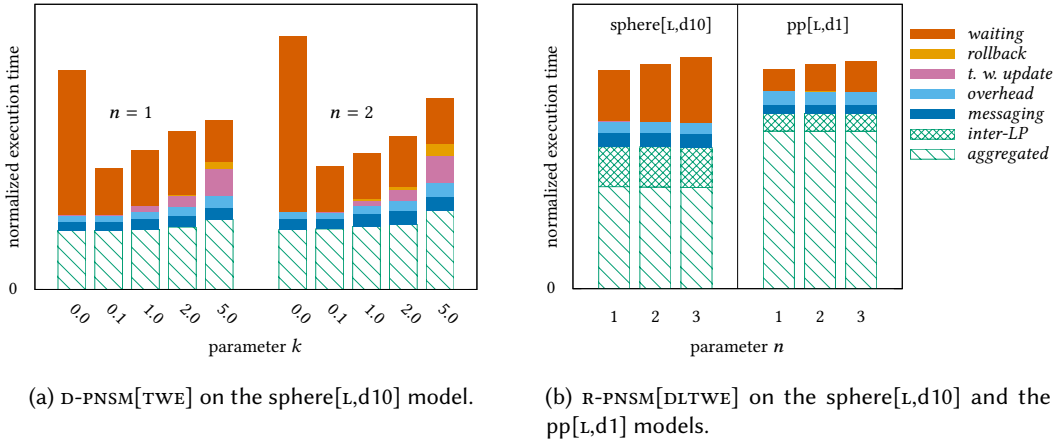 normalized execution time
0
n = 1
n = 2
0.0 0.1 1.0 2.0 5.0 0.0 0.1 1.0 2.0 5.0
parameter k
(a) D-PNSM[TWE] on the sphere[L,d10] model.
normalized execution time
0
sphere[L,d10] pp[L,d1]
1 2 3 1 2 3
parameter n
waiting
rollback
t. w. update
overhead
messaging
inter-LP
aggregated
(b) R-PNSM[DLTWE] on the sphere[L,d10] and the
pp[L,d1] models.